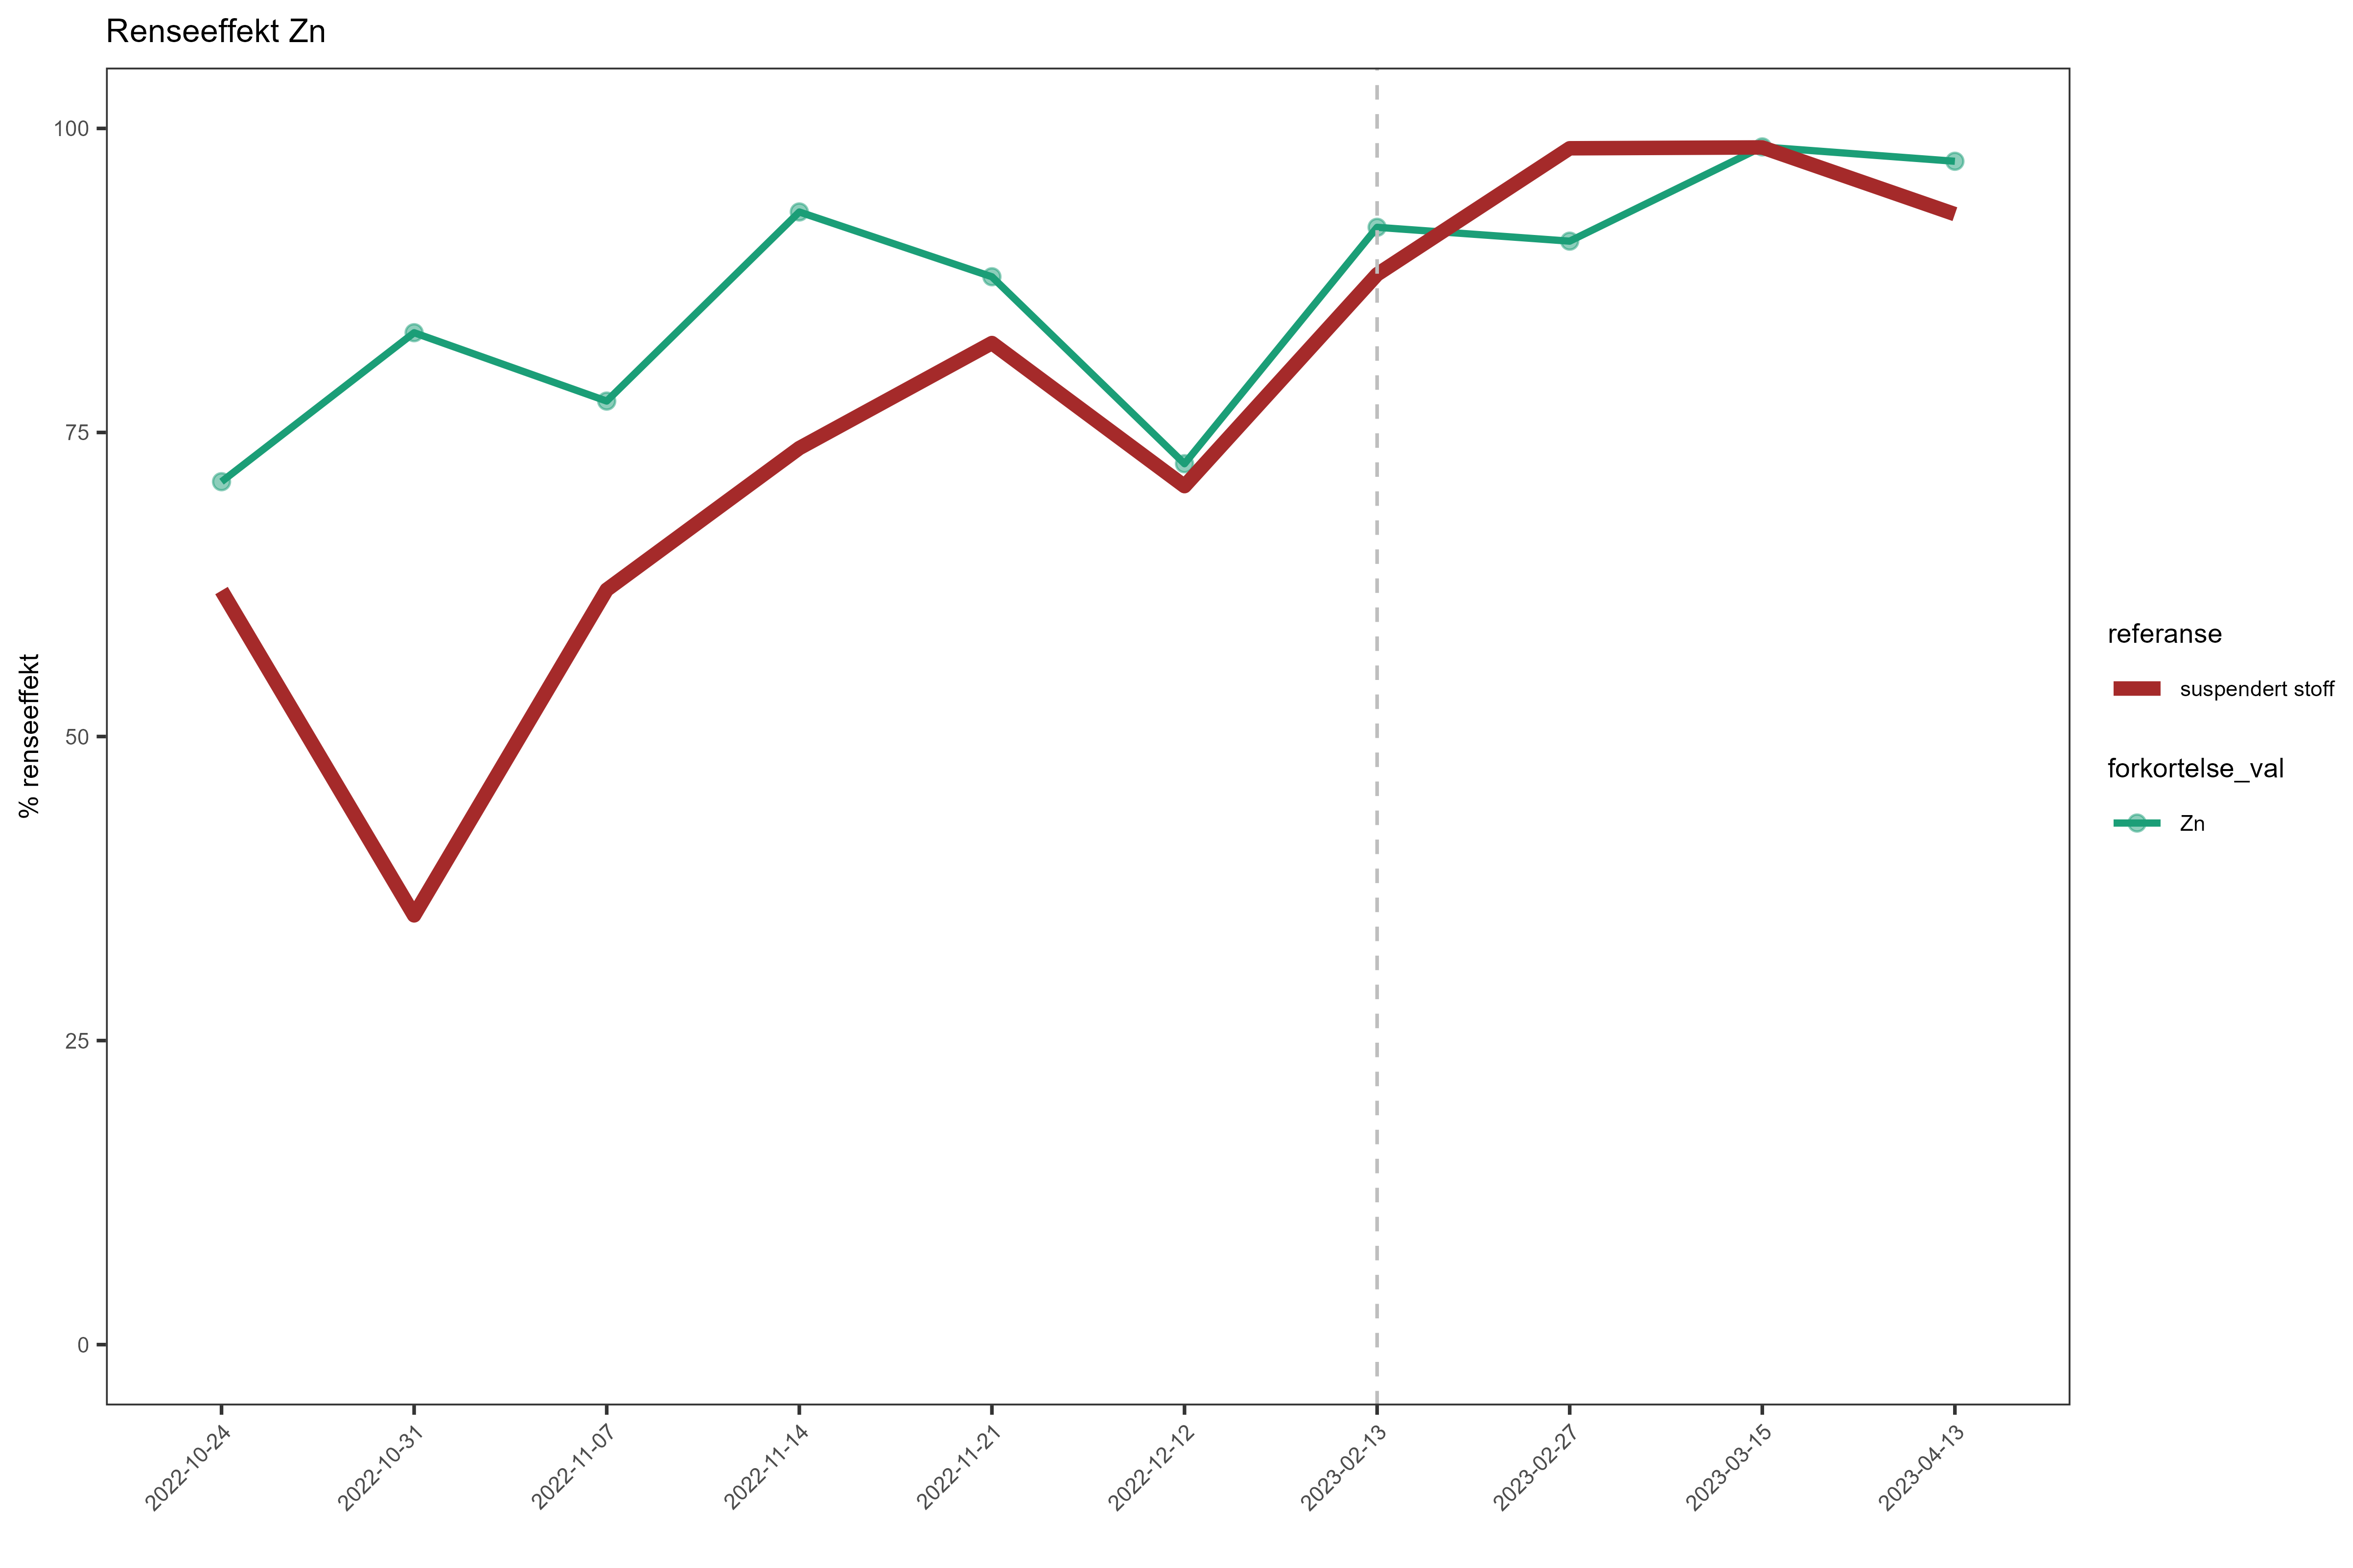 Renseeffekt Zn
% renseeffekt
100
75
50
25
0
2022-10-24
2022-10-31
2022-11-07
2022-11-14
2022-11-21
2022-12-12
2023-02-13
2023-02-27
2023-03-15
2023-04-13
referanse
suspendert stoff
forkortelse_val
Zn